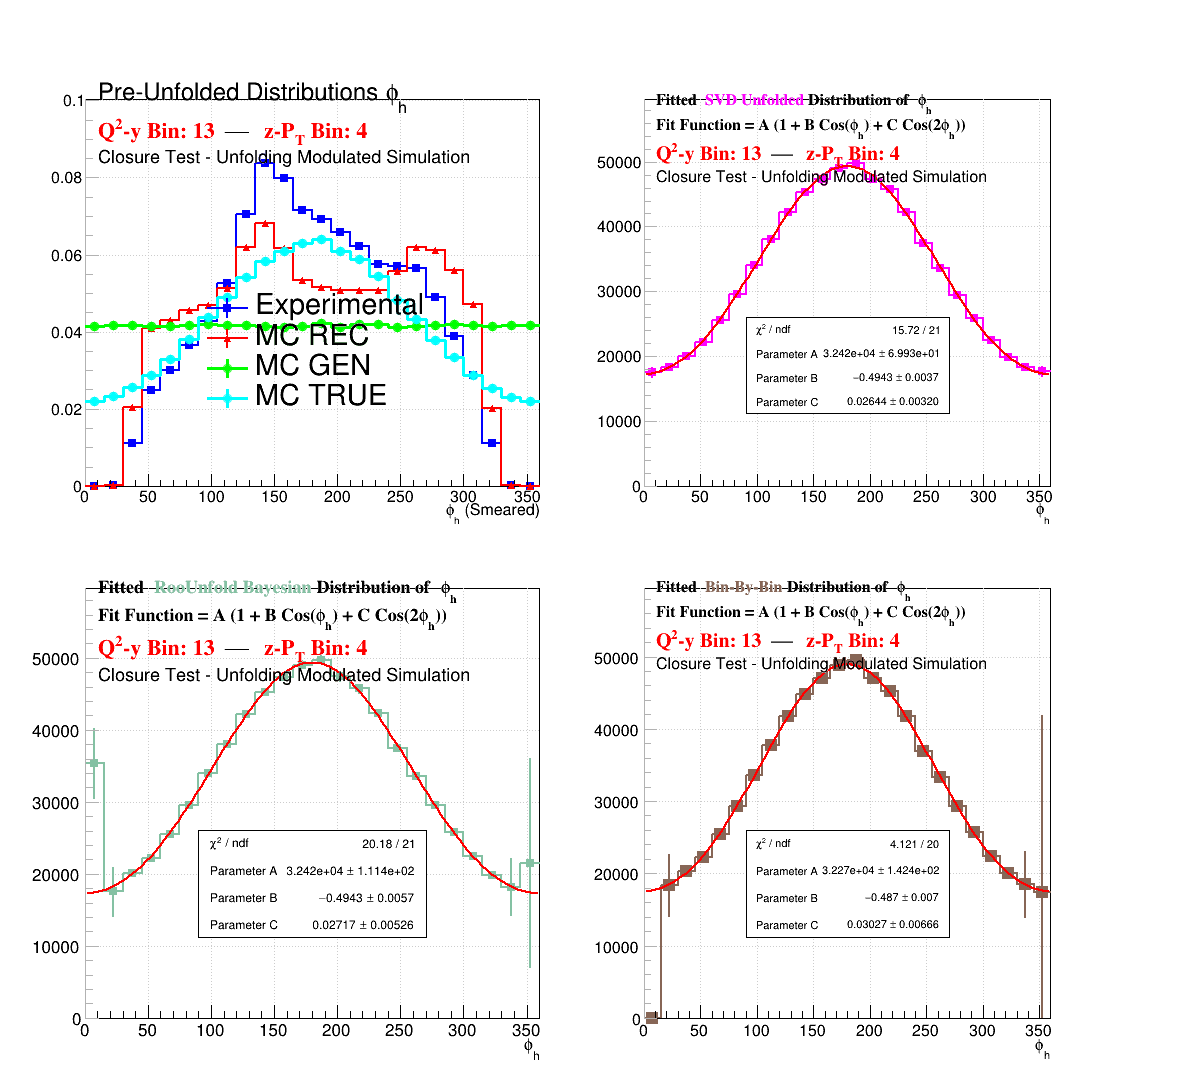 Pre-Unfolded Distributions ϕh
Q²-y Bin: 13 — z-PT Bin: 4
Closure Test - Unfolding Modulated Simulation
0.1
0.08
0.06
0.04
0.02
0
Experimental
MC REC
MC GEN
MC TRUE
0 50 100 150 200 250 300 350
ϕh (Smeared)
Fitted SVD Unfolded Distribution of ϕh
Fit Function = A (1 + B Cos(ϕh) + C Cos(2ϕh))
Q²-y Bin: 13 — z-PT Bin: 4
Closure Test - Unfolding Modulated Simulation
50000
40000
30000
20000
10000
0
χ² / ndf 15.72 / 21
Parameter A 3.242e+04 ± 6.993e+01
Parameter B −0.4943 ± 0.0037
Parameter C 0.02644 ± 0.00320
0 50 100 150 200 250 300 350
ϕh
Fitted RooUnfold Bayesian Distribution of ϕh
Fit Function = A (1 + B Cos(ϕh) + C Cos(2ϕh))
Q²-y Bin: 13 — z-PT Bin: 4
Closure Test - Unfolding Modulated Simulation
50000
40000
30000
20000
10000
0
χ² / ndf 20.18 / 21
Parameter A 3.242e+04 ± 1.114e+02
Parameter B −0.4943 ± 0.0057
Parameter C 0.02717 ± 0.00526
0 50 100 150 200 250 300 350
ϕh
Fitted Bin-By-Bin Distribution of ϕh
Fit Function = A (1 + B Cos(ϕh) + C Cos(2ϕh))
Q²-y Bin: 13 — z-PT Bin: 4
Closure Test - Unfolding Modulated Simulation
50000
40000
30000
20000
10000
0
χ² / ndf 4.121 / 20
Parameter A 3.227e+04 ± 1.424e+02
Parameter B −0.487 ± 0.007
Parameter C 0.03027 ± 0.00666
0 50 100 150 200 250 300 350
ϕh